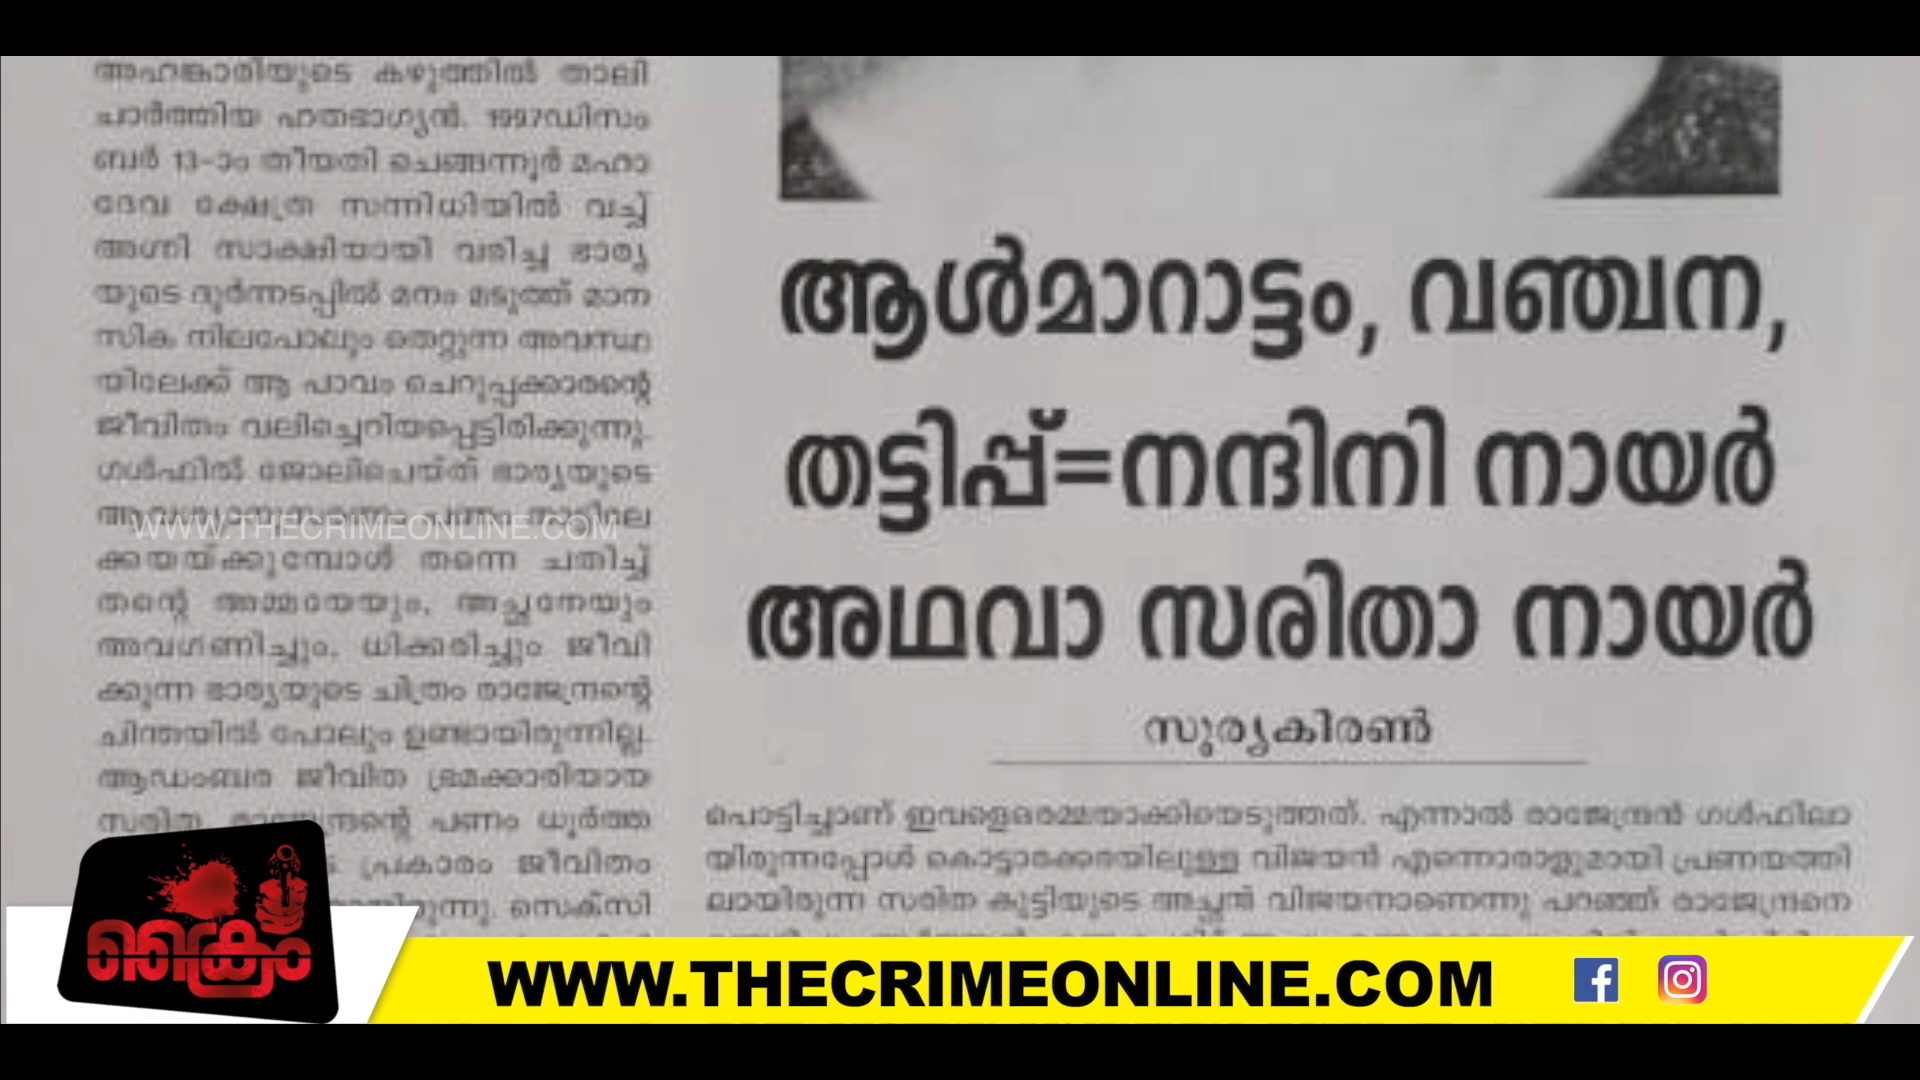 അഹങ്കാരിയുടെ കഴുത്തിൽ താലി
ചാർത്തിയ ഹതഭാഗ്യൻ. 1997ഡിസം
ബർ 13-ാം തീയതി ചെങ്ങന്നൂർ മഹാ
ദേവ ക്ഷേത്ര സന്നിധിയിൽ വച്ച്
അഗ്നി സാക്ഷിയായി വരിച്ച ഭാര്യ
യുടെ ദുർന്നടപ്പിൽ മനം മടുത്ത് മാന
സിക നിലപോലും തെറ്റുന്ന അവസ്ഥ
യിലേക്ക് ആ പാവം ചെറുപ്പക്കാരന്റെ
ജീവിതം വലിച്ചെറിയപ്പെട്ടിരിക്കുന്നു.
ഗൾഫിൽ ജോലിചെയ്ത് ഭാര്യയുടെ
WWW.THECRIMEONLINE.COM
ക്കയയ്ക്കുമ്പോൾ തന്നെ ചതിച്ച്
തന്റെ അമ്മയേയും, അച്ഛനേയും
അവഗണിച്ചും, ധിക്കരിച്ചും ജീവി
ക്കുന്ന ഭാര്യയുടെ ചിത്രം രാജേന്ദ്രന്റെ
ചിന്തയിൽ പോലും ഉണ്ടായിരുന്നില്ല.
ആഡംബര ജീവിത ഭ്രമക്കാരിയായ
സരിത പണം ധൂർത്ത
പ്രകാരം ജീവിതം
സെക്സി
ആൾമാറാട്ടം, വഞ്ചന,
തട്ടിപ്പ്=നന്ദിനി നായർ
അഥവാ സരിതാ നായർ
സൂര്യകിരൺ
പൊട്ടിച്ചാണ് ഇവളെഒരമ്മയാക്കിയെടുത്തത്. എന്നാൽ രാജേന്ദ്രൻ ഗൾഫിലാ
യിരുന്നപ്പോൾ കൊട്ടാരക്കരയിലുള്ള വിജയൻ എന്നൊരാളുമായി പ്രണയത്തി
ലായിരുന്ന സരിത കുട്ടിയുടെ അച്ഛൻ വിജയനാണെന്നു പറഞ്ഞ് രാജേന്ദ്രനെ
ക്രൈം
WWW.THECRIMEONLINE.COM